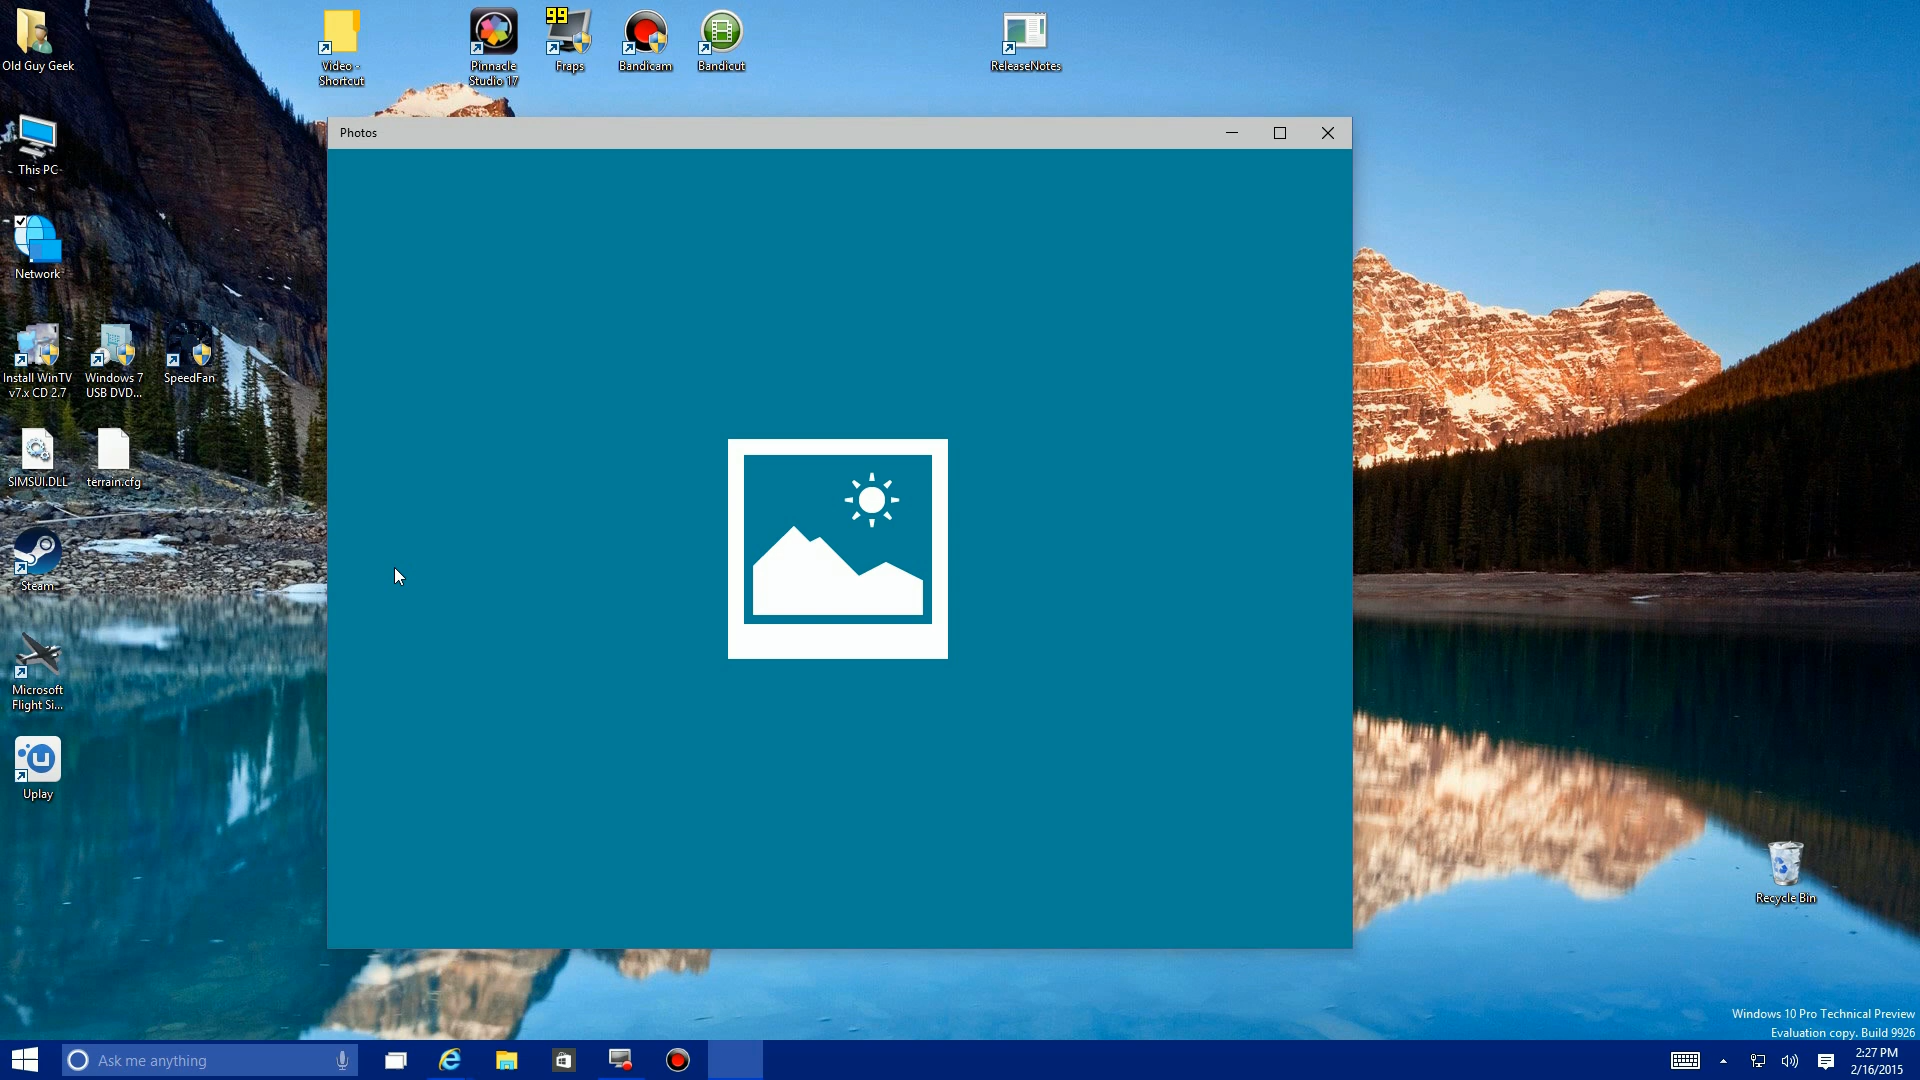 Old Guy Geek
Video -
Shortcut
Pinnacle
Studio 17
99
Fraps
Bandicam
Bandicut
ReleaseNotes
Photos
This PC
Network
Install WinTV
v7.x CD 2.7
Windows 7
USB DVD...
SpeedFan
SIMSUI.DLL
terrain.cfg
Steam
Microsoft
Flight Si...
Uplay
Recycle Bin
Windows 10 Pro Technical Preview
Evaluation copy. Build 9926
Ask me anything
2:27 PM
2/16/2015